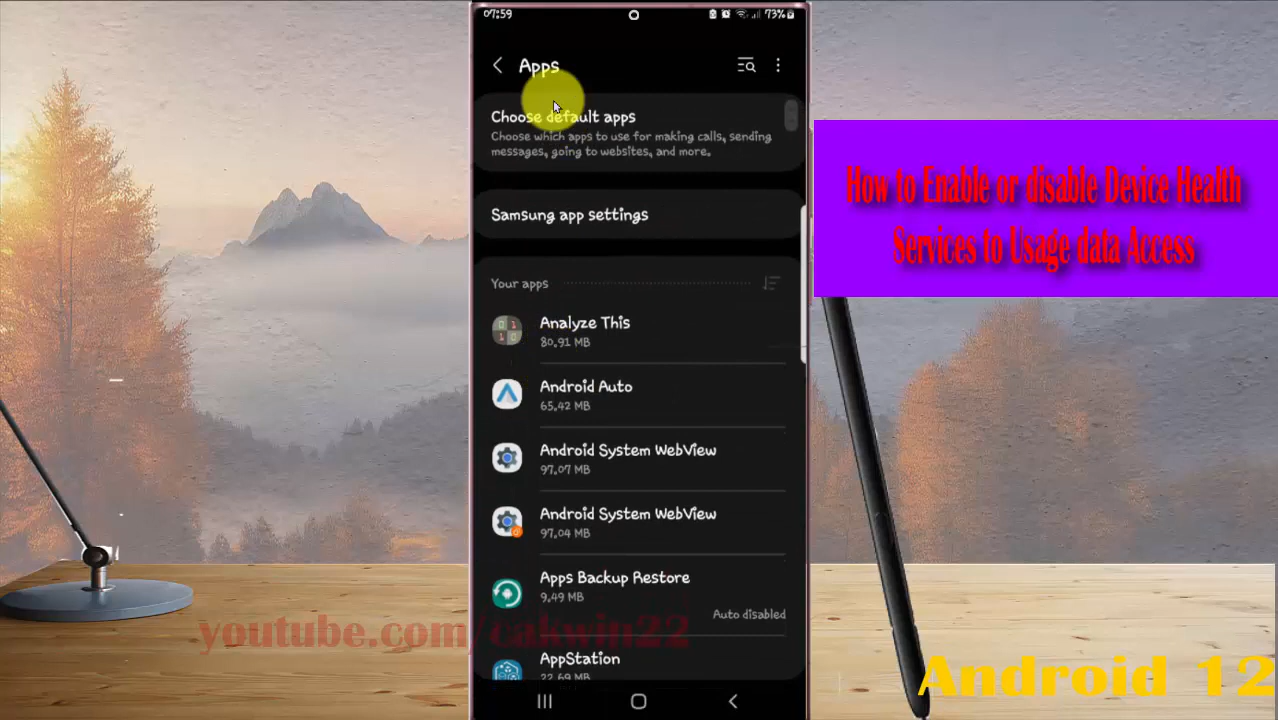 07:59
73%
Apps
Choose default apps
Choose which apps to use for making calls, sending
messages, going to websites, and more.
Samsung app settings
Your apps
Analyze This
80.91 MB
Android Auto
65.42 MB
Android System WebView
97.07 MB
Android System WebView
97.04 MB
Apps Backup Restore
9.49 MB
Auto disabled
AppStation
22.69 MB
How to Enable or disable Device Health
Services to Usage data Access
youtube.com/cakwin22
Android 12